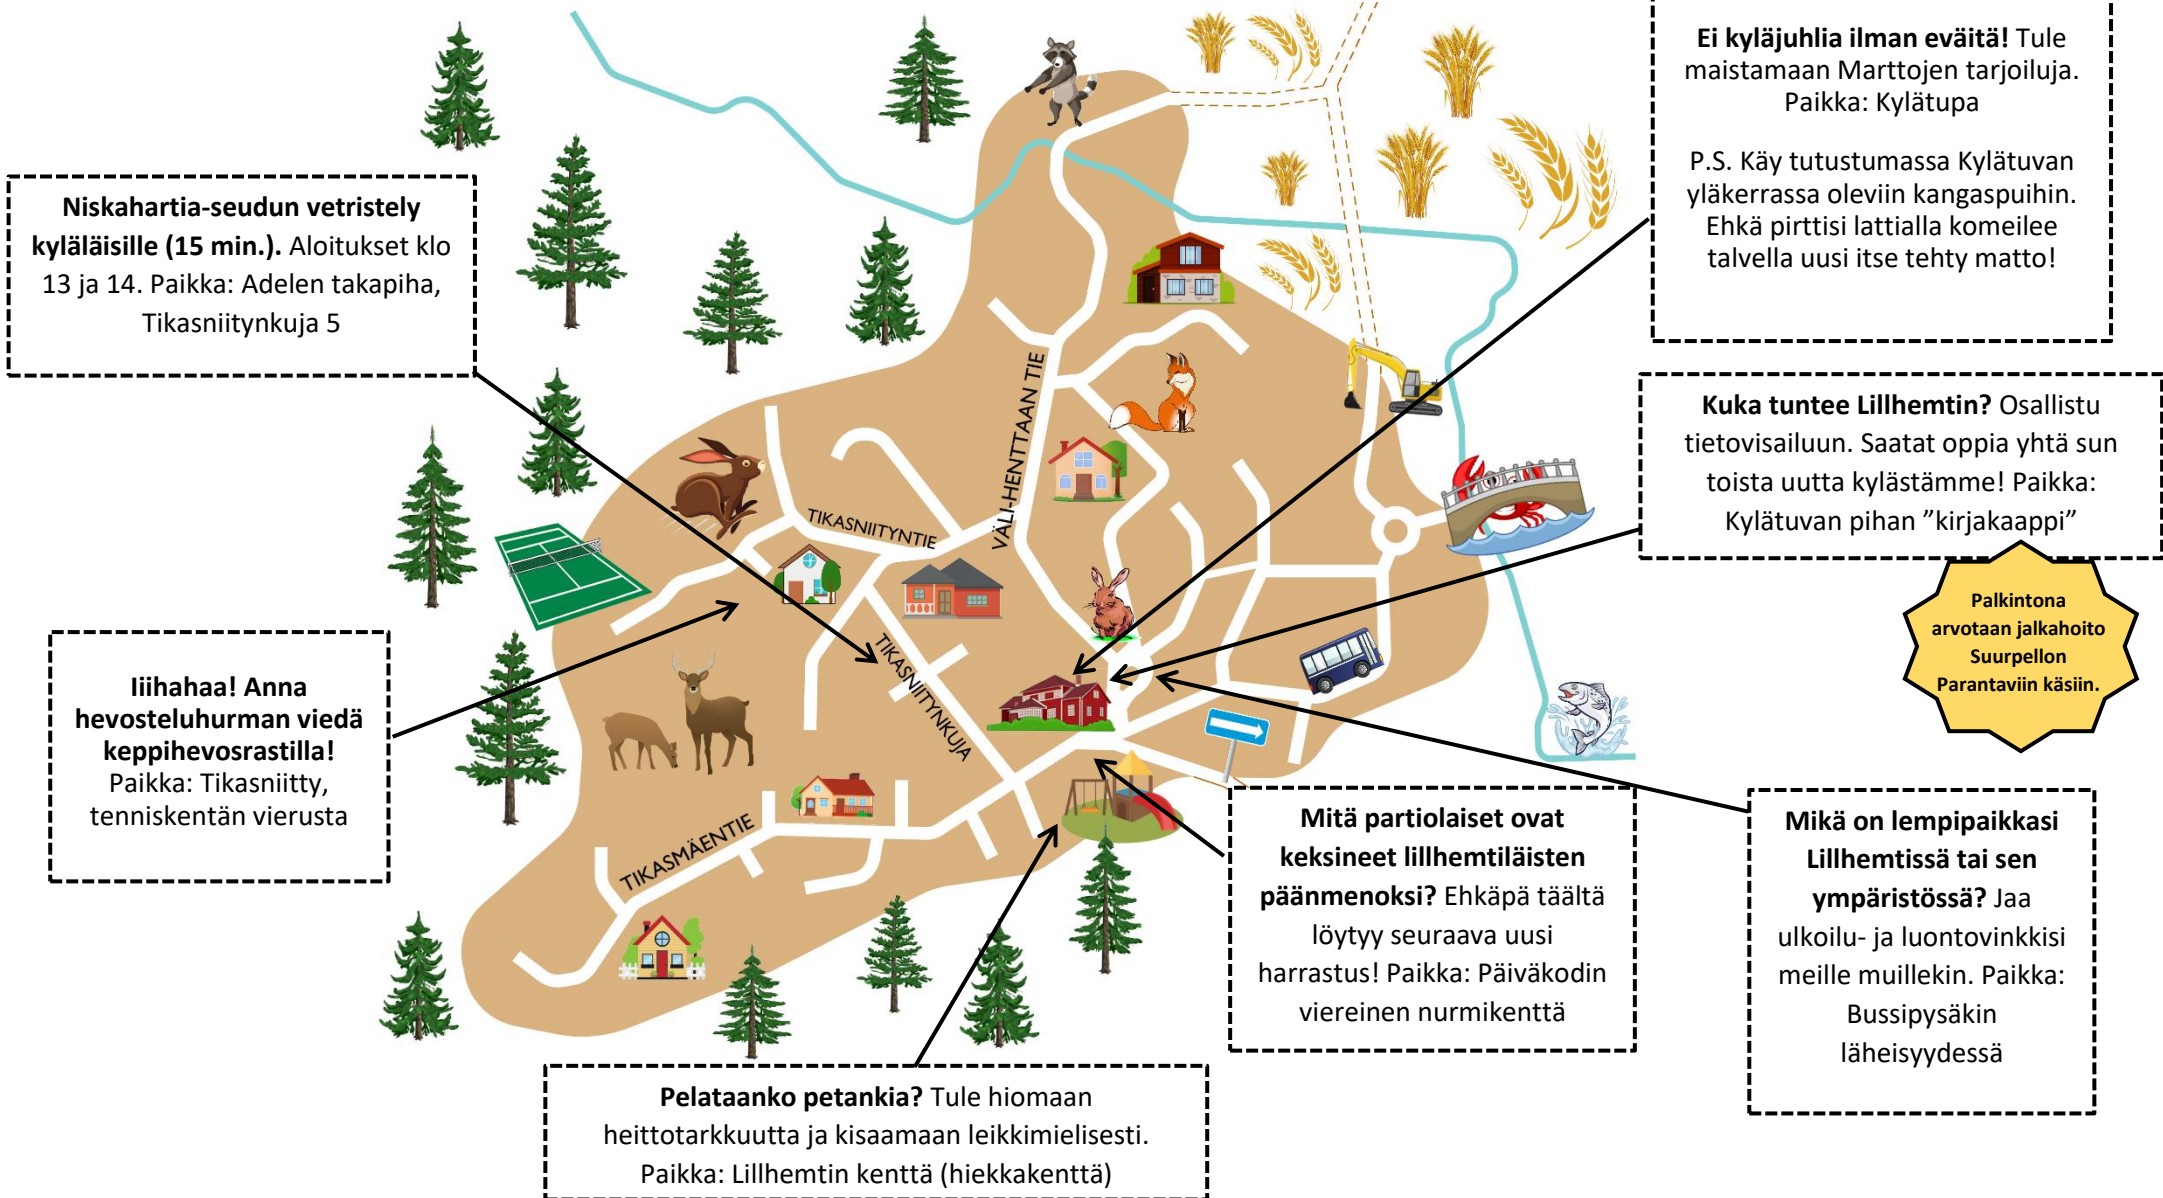 Ei kyläjuhlia ilman eväitä! Tule
maistamaan Marttojen tarjoiluja.
Paikka: Kylätupa
P.S. Käy tutustumassa Kylätuvan
yläkerrassa oleviin kangaspuihin.
Ehkä pirttisi lattialla komeilee
talvella uusi itse tehty matto!
Niskahartia-seudun vetristely
kyläläisille (15 min.). Aloitukset klo
13 ja 14. Paikka: Adelen takapiha,
Tikasniitynkuja 5
Kuka tuntee Lillhemtin? Osallistu
tietovisailuun. Saatat oppia yhtä sun
toista uutta kylästämme! Paikka:
Kylätuvan pihan ”kirjakaappi”
Palkintona
arvotaan jalkahoito
Suurpellon
Parantaviin käsiin.
VÄLI-HENTTAAN TIE
TIKASNIITYNTIE
TIKASNIITYNKUJA
TIKASMÄENTIE
Iiihahaa! Anna
hevosteluhurman viedä
keppihevosrastilla!
Paikka: Tikasniitty,
tenniskentän vierusta
Mitä partiolaiset ovat
keksineet lillhemtiläisten
päänmenoksi? Ehkäpä täältä
löytyy seuraava uusi
harrastus! Paikka: Päiväkodin
viereinen nurmikenttä
Mikä on lempipaikkasi
Lillhemtissä tai sen
ympäristössä? Jaa
ulkoilu- ja luontovinkkisi
meille muillekin. Paikka:
Bussipysäkin
läheisyydessä
Pelataanko petankia? Tule hiomaan
heittotarkkuutta ja kisaamaan leikkimielisesti.
Paikka: Lillhemtin kenttä (hiekkakenttä)